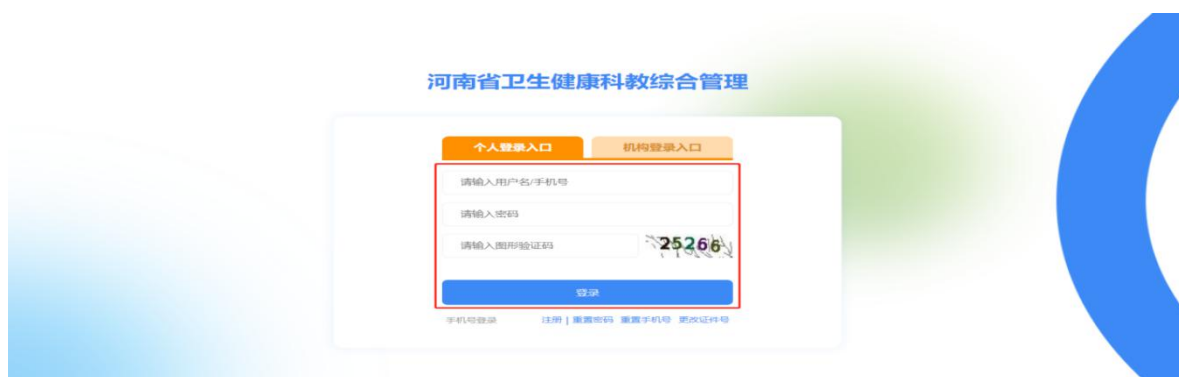 河南省卫生健康科教综合管理
个人登录入口 机构登录入口
请输入用户名/手机号
请输入密码
请输入图形验证码 25266
登录
手机号登录 注册 | 重置密码 重置手机号 更改证件号